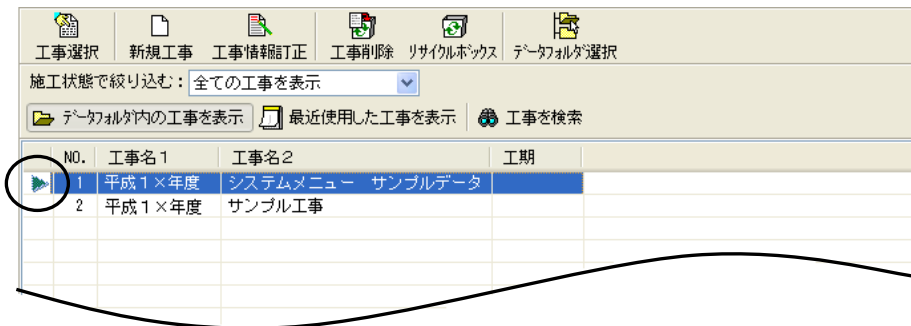 工事選択 新規工事 工事情報訂正 工事削除 ﾘｻｲｸﾙﾎﾞｯｸｽ ﾃﾞｰﾀﾌｫﾙﾀﾞ選択
施工状態で絞り込む： 全ての工事を表示
ﾃﾞｰﾀﾌｫﾙﾀﾞ内の工事を表示 最近使用した工事を表示 工事を検索
NO. 工事名１ 工事名２ 工期
1 平成１×年度 システムメニュー　サンプルデータ
2 平成１×年度 サンプル工事